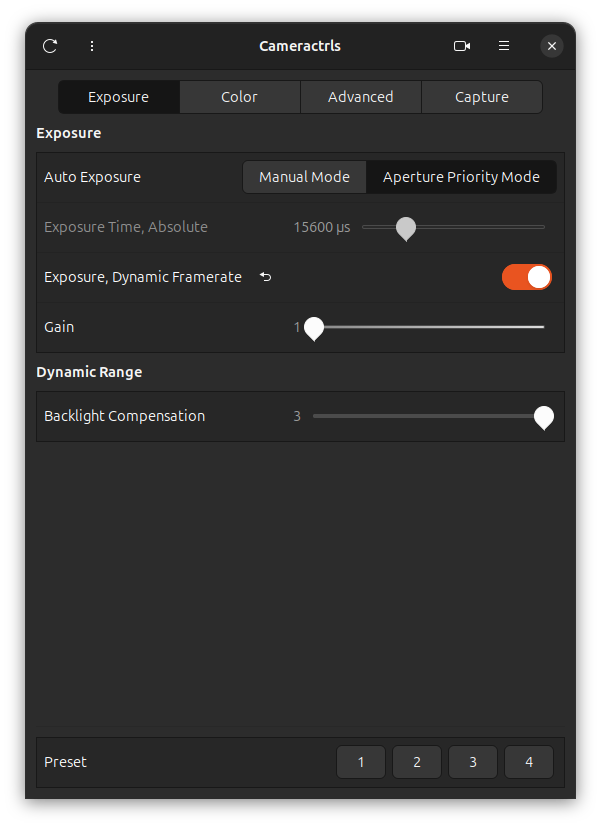 Cameractrls
Exposure Color Advanced Capture
Exposure
Auto Exposure Manual Mode Aperture Priority Mode
Exposure Time, Absolute 15600 µs
Exposure, Dynamic Framerate
Gain 1
Dynamic Range
Backlight Compensation 3
Preset 1 2 3 4